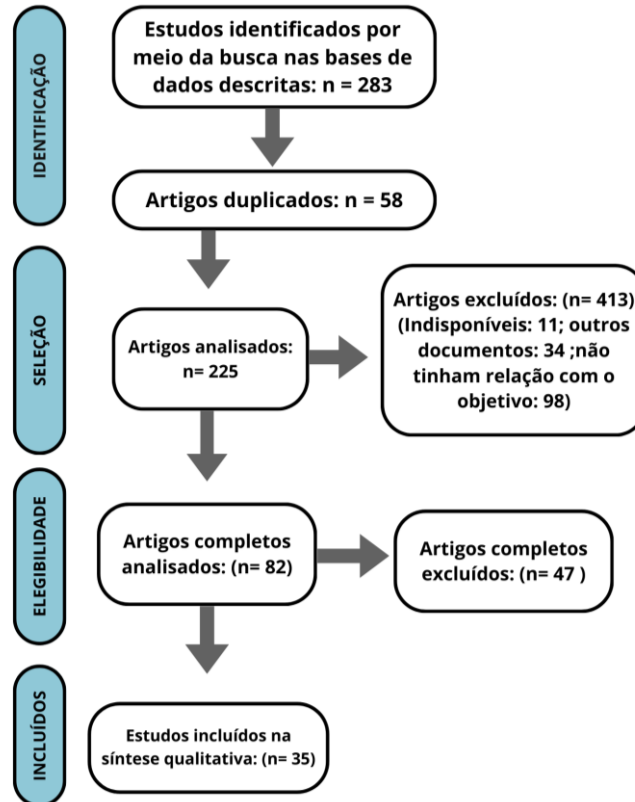 IDENTIFICAÇÃO
Estudos identificados por
meio da busca nas bases de
dados descritas: n = 283
Artigos duplicados: n = 58
SELEÇÃO
Artigos analisados:
n= 225
Artigos excluídos: (n= 413)
(Indisponíveis: 11; outros
documentos: 34 ;não
tinham relação com o
objetivo: 98)
ELEGIBILIDADE
Artigos completos
analisados: (n= 82)
Artigos completos
excluídos: (n= 47 )
INCLUÍDOS
Estudos incluídos na
síntese qualitativa: (n= 35)